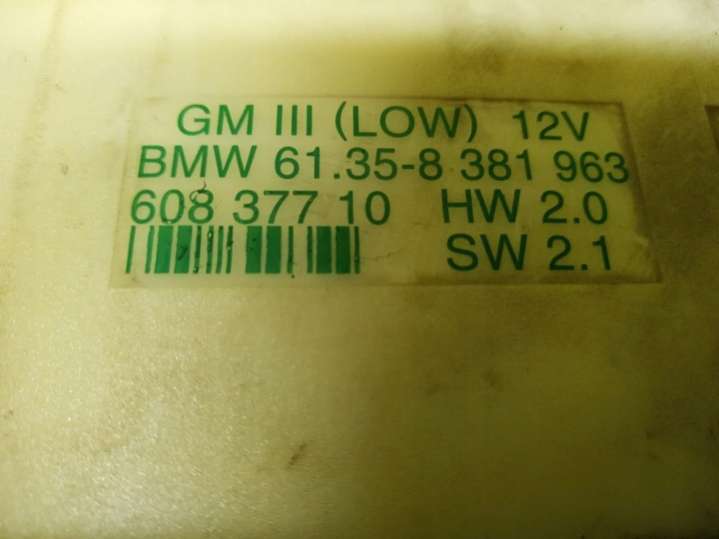 GM III (LOW) 12V
BMW 61.35-8 381 963
608 377 10 HW 2.0
SW 2.1